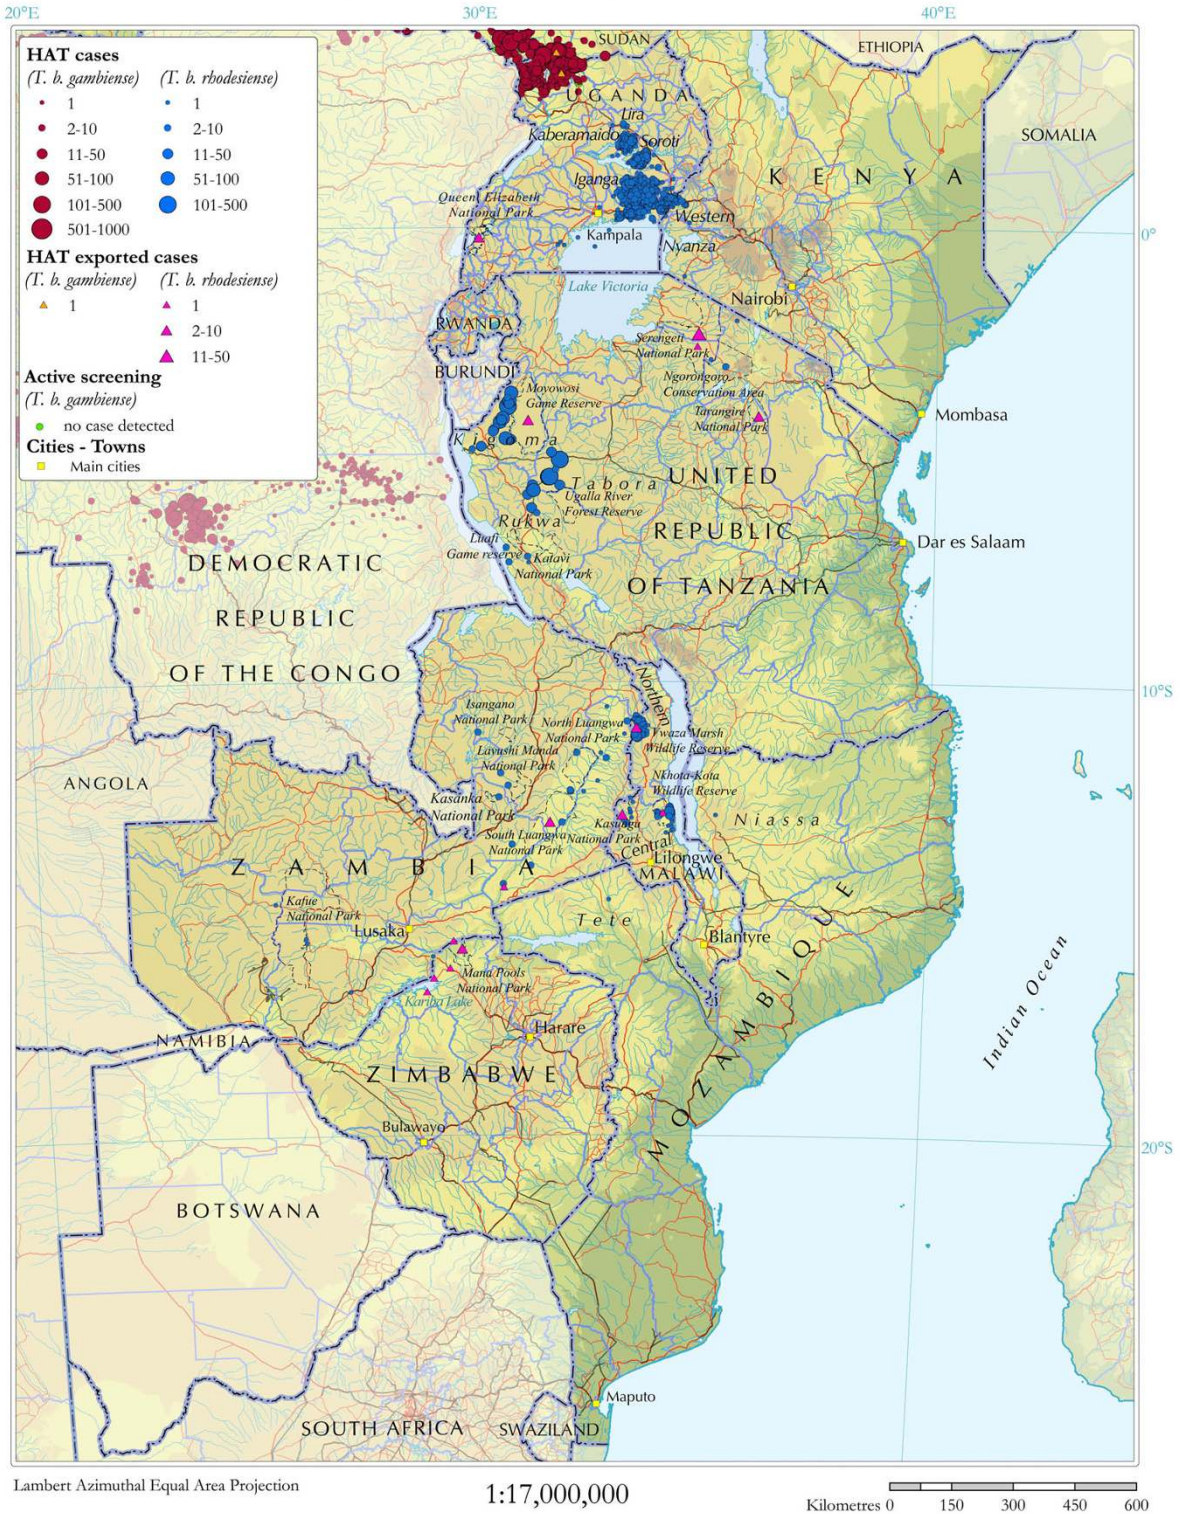 20°E
30°E
40°E
HAT cases
(T. b. gambiense)
(T. b. rhodesiense)
1
1
2-10
2-10
11-50
11-50
51-100
51-100
101-500
101-500
501-1000
HAT exported cases
(T. b. gambiense)
(T. b. rhodesiense)
1
1
2-10
11-50
Active screening
(T. b. gambiense)
no case detected
Cities - Towns
Main cities
SUDAN
ETHIOPIA
UGANDA
Lira
Kaberamaido
Soroti
SOMALIA
KENYA
Iganga
Queen Elizabeth
National Park
Western
Kampala
Nyanza
0°
Lake Victoria
Nairobi
RWANDA
Serengeti
National Park
BURUNDI
Ngorongoro
Conservation Area
Moyowosi
Game Reserve
Tarangire
National Park
Mombasa
Kigoma
UNITED
Tabora
Ugalla River
Forest Reserve
Rukwa
REPUBLIC
Luafi
Game reserve
Dar es Salaam
Katavi
National Park
OF TANZANIA
DEMOCRATIC
REPUBLIC
OF THE CONGO
Northern
10°S
Isangano
National Park
North Luangwa
National Park
Vwaza Marsh
Wildlife Reserve
Lavushi Manda
National Park
Nkhota-Kota
Wildlife Reserve
ANGOLA
Kasanka
National Park
Niassa
South Luangwa
National Park
Kasungu
National Park
Central
Lilongwe
ZAMBIA
MALAWI
Kafue
National Park
Tete
Lusaka
Blantyre
Mana Pools
National Park
Kariba Lake
MOZAMBIQUE
Indian Ocean
Harare
NAMIBIA
ZIMBABWE
Bulawayo
20°S
BOTSWANA
Maputo
SOUTH AFRICA
SWAZILAND
Lambert Azimuthal Equal Area Projection
1:17,000,000
Kilometres 0 150 300 450 600